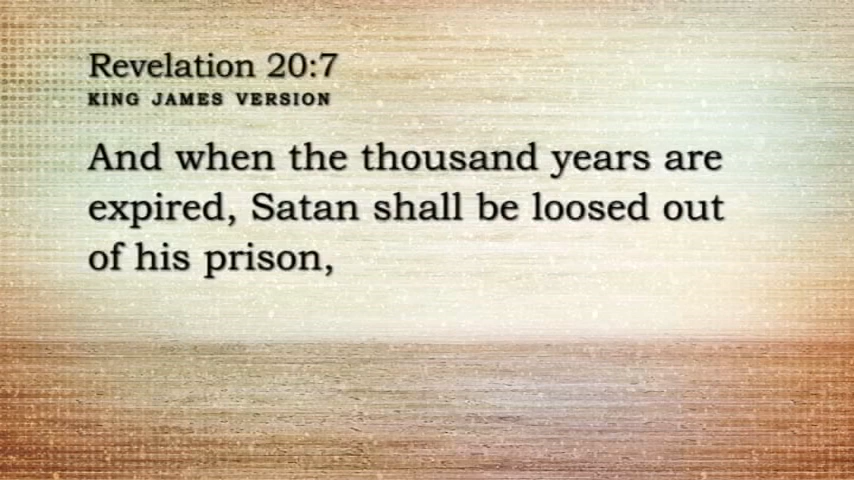 Revelation 20:7
KING JAMES VERSION
And when the thousand years are
expired, Satan shall be loosed out
of his prison,